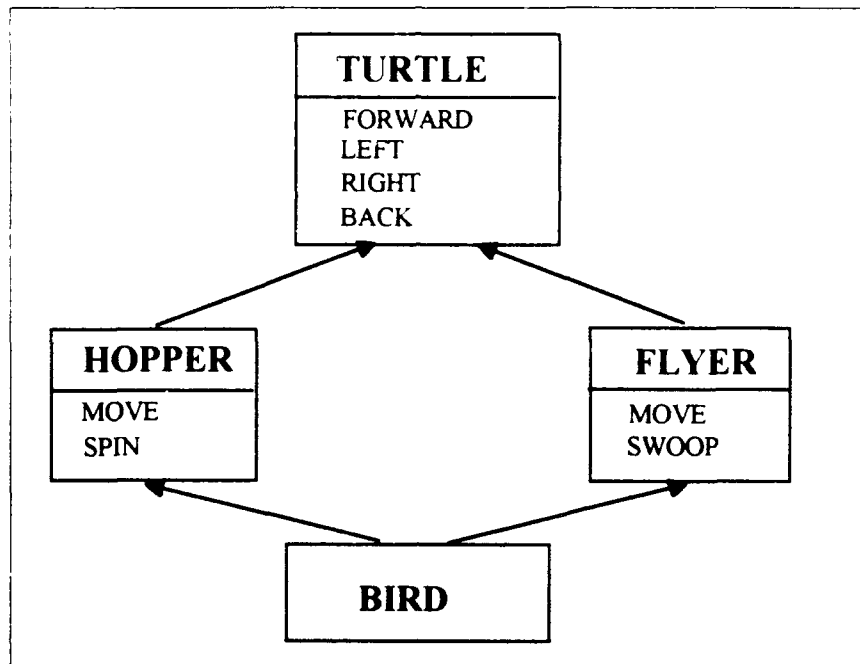 TURTLE
FORWARD
LEFT
RIGHT
BACK
HOPPER
MOVE
SPIN
FLYER
MOVE
SWOOP
BIRD